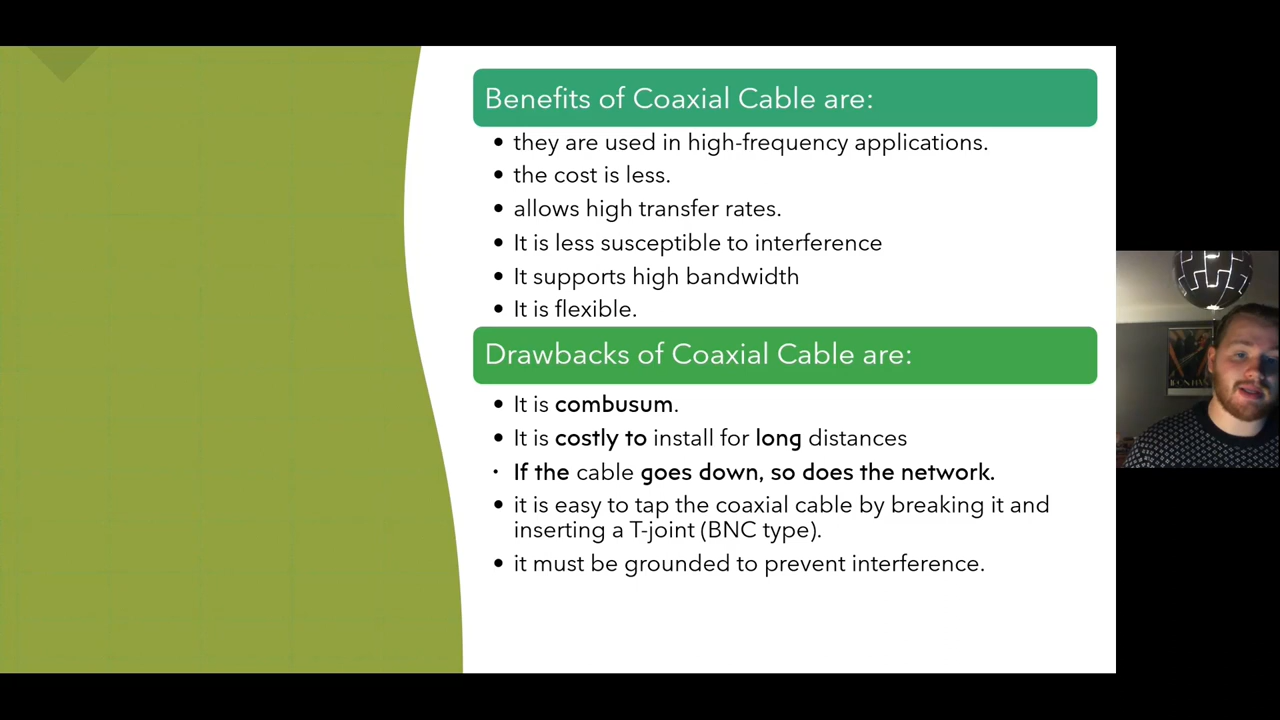 Benefits of Coaxial Cable are:
• they are used in high-frequency applications.
• the cost is less.
• allows high transfer rates.
• It is less susceptible to interference
• It supports high bandwidth
• It is flexible.
Drawbacks of Coaxial Cable are:
• It is combusum.
• It is costly to install for long distances
• If the cable goes down, so does the network.
• it is easy to tap the coaxial cable by breaking it and
inserting a T-joint (BNC type).
• it must be grounded to prevent interference.